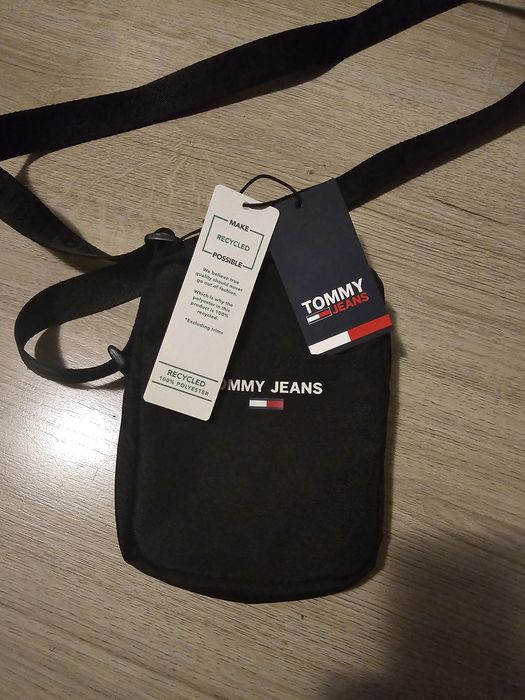 MAKE
RECYCLED
POSSIBLE
We believe true
quality should never
go out of fashion.
Which is why the
polyester in this
product is 100%
recycled.
*Excluding trims
RECYCLED
100% POLYESTER
TOMMY
JEANS
OMMY JEANS